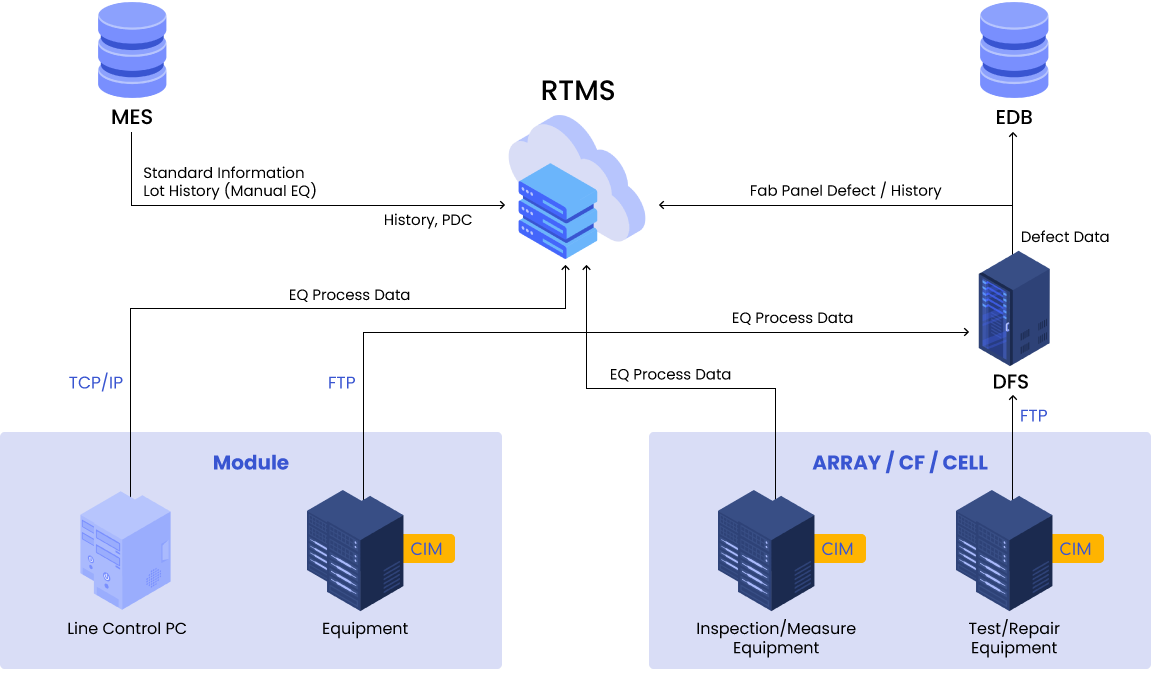 RTMS
MES
EDB
Standard Information
Lot History (Manual EQ)
History, PDC
Fab Panel Defect / History
Defect Data
EQ Process Data
EQ Process Data
EQ Process Data
TCP/IP
FTP
DFS
FTP
Module
CIM
Line Control PC
Equipment
ARRAY / CF / CELL
CIM
CIM
Inspection/Measure
Equipment
Test/Repair
Equipment